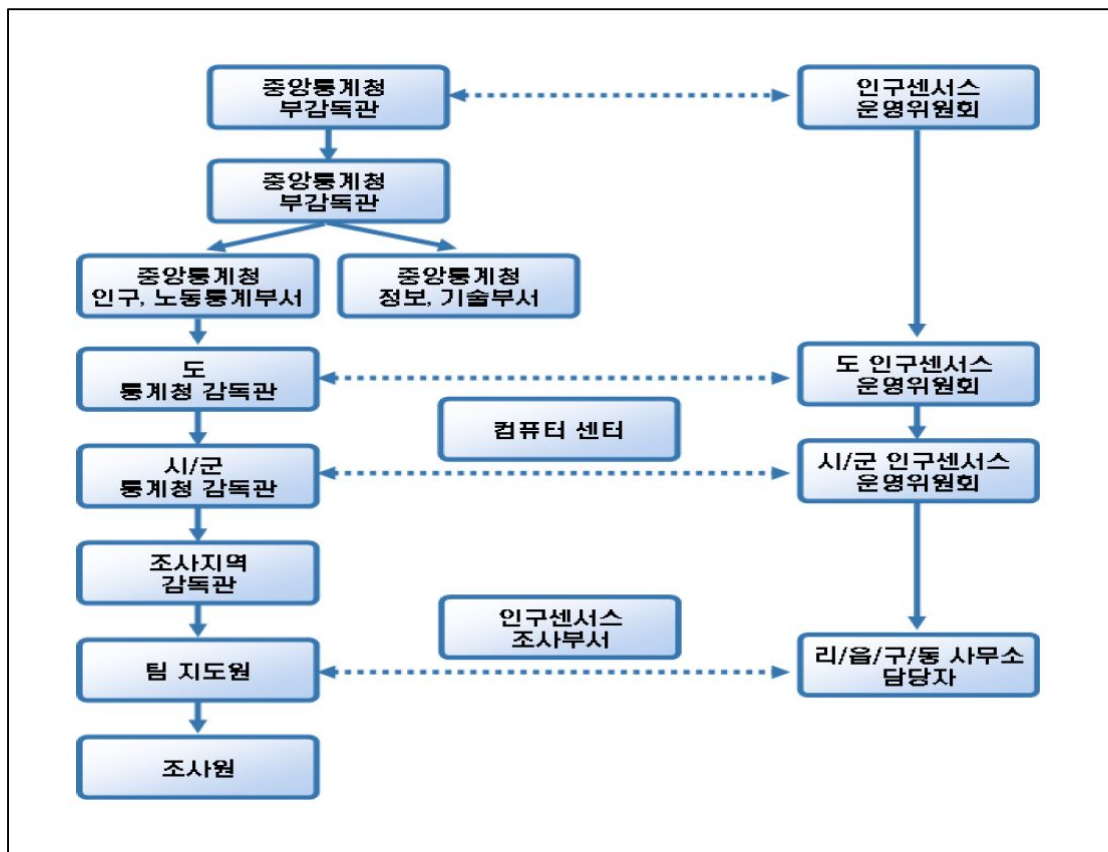 중앙통계청
부감독관
인구센서스
운영위원회
중앙통계청
부감독관
중앙통계청
인구, 노동통계부서
중앙통계청
정보, 기술부서
도
통계청 감독관
도 인구센서스
운영위원회
컴퓨터 센터
시/군
통계청 감독관
시/군 인구센서스
운영위원회
조사지역
감독관
인구센서스
조사부서
팀 지도원
리/읍/구/동 사무소
담당자
조사원